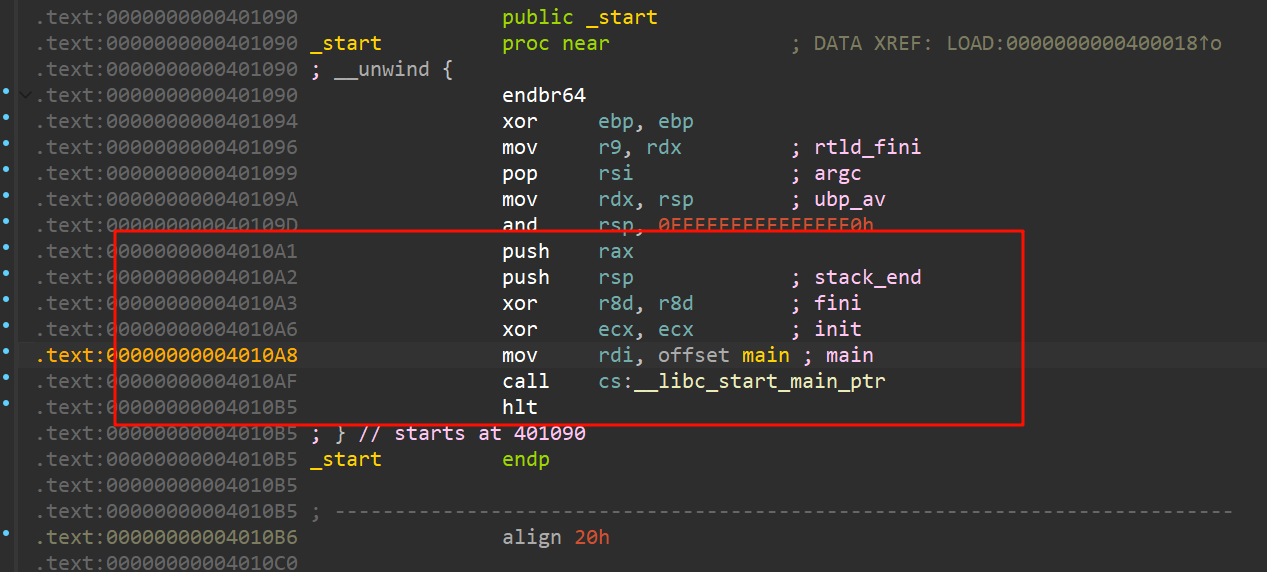 .text:0000000000401090 public _start
.text:0000000000401090 _start proc near ; DATA XREF: LOAD:0000000000400018↑o
.text:0000000000401090 ; __unwind {
.text:0000000000401090 endbr64
.text:0000000000401094 xor ebp, ebp
.text:0000000000401096 mov r9, rdx ; rtld_fini
.text:0000000000401099 pop rsi ; argc
.text:000000000040109A mov rdx, rsp ; ubp_av
.text:000000000040109D and rsp, 0FFFFFFFFFFFFFFF0h
.text:00000000004010A1 push rax
.text:00000000004010A2 push rsp ; stack_end
.text:00000000004010A3 xor r8d, r8d ; fini
.text:00000000004010A6 xor ecx, ecx ; init
.text:00000000004010A8 mov rdi, offset main ; main
.text:00000000004010AF call cs:__libc_start_main_ptr
.text:00000000004010B5 hlt
.text:00000000004010B5 ; } // starts at 401090
.text:00000000004010B5 _start endp
.text:00000000004010B5
.text:00000000004010B5 ; ---------------------------------------------------------------------------
.text:00000000004010B6 align 20h
.text:00000000004010C0